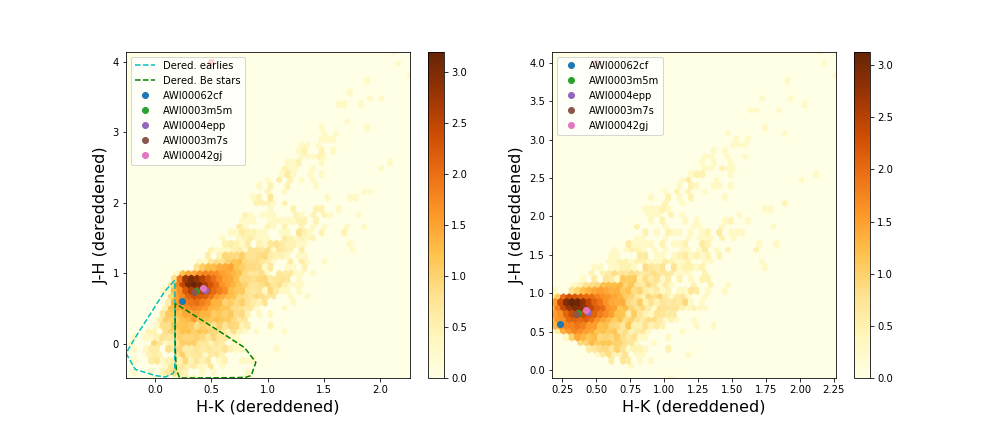 4
3
2
1
0
J-H (dereddened)
0.0
0.5
1.0
1.5
2.0
H-K (dereddened)
Dered. earlies
Dered. Be stars
AWI00062cf
AWI0003m5m
AWI0004epp
AWI0003m7s
AWI00042gj
3.0
2.5
2.0
1.5
1.0
0.5
0.0
4.0
3.5
3.0
2.5
2.0
1.5
1.0
0.5
0.0
J-H (dereddened)
0.25
0.50
0.75
1.00
1.25
1.50
1.75
2.00
2.25
H-K (dereddened)
AWI00062cf
AWI0003m5m
AWI0004epp
AWI0003m7s
AWI00042gj
3.0
2.5
2.0
1.5
1.0
0.5
0.0